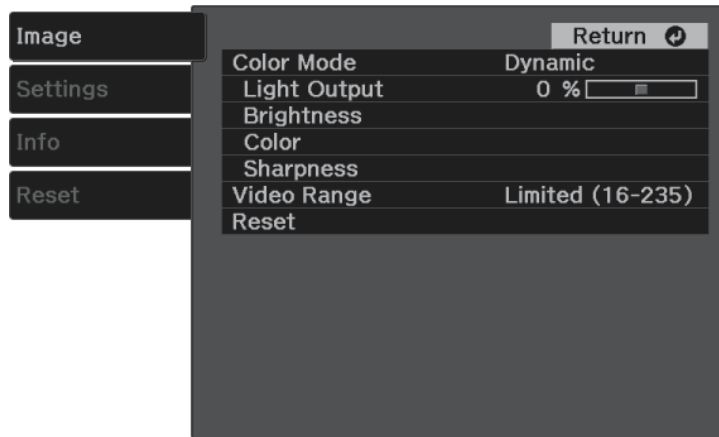 Image
Settings
Info
Reset
Return
Color Mode Dynamic
Light Output 0 %
Brightness
Color
Sharpness
Video Range Limited (16-235)
Reset